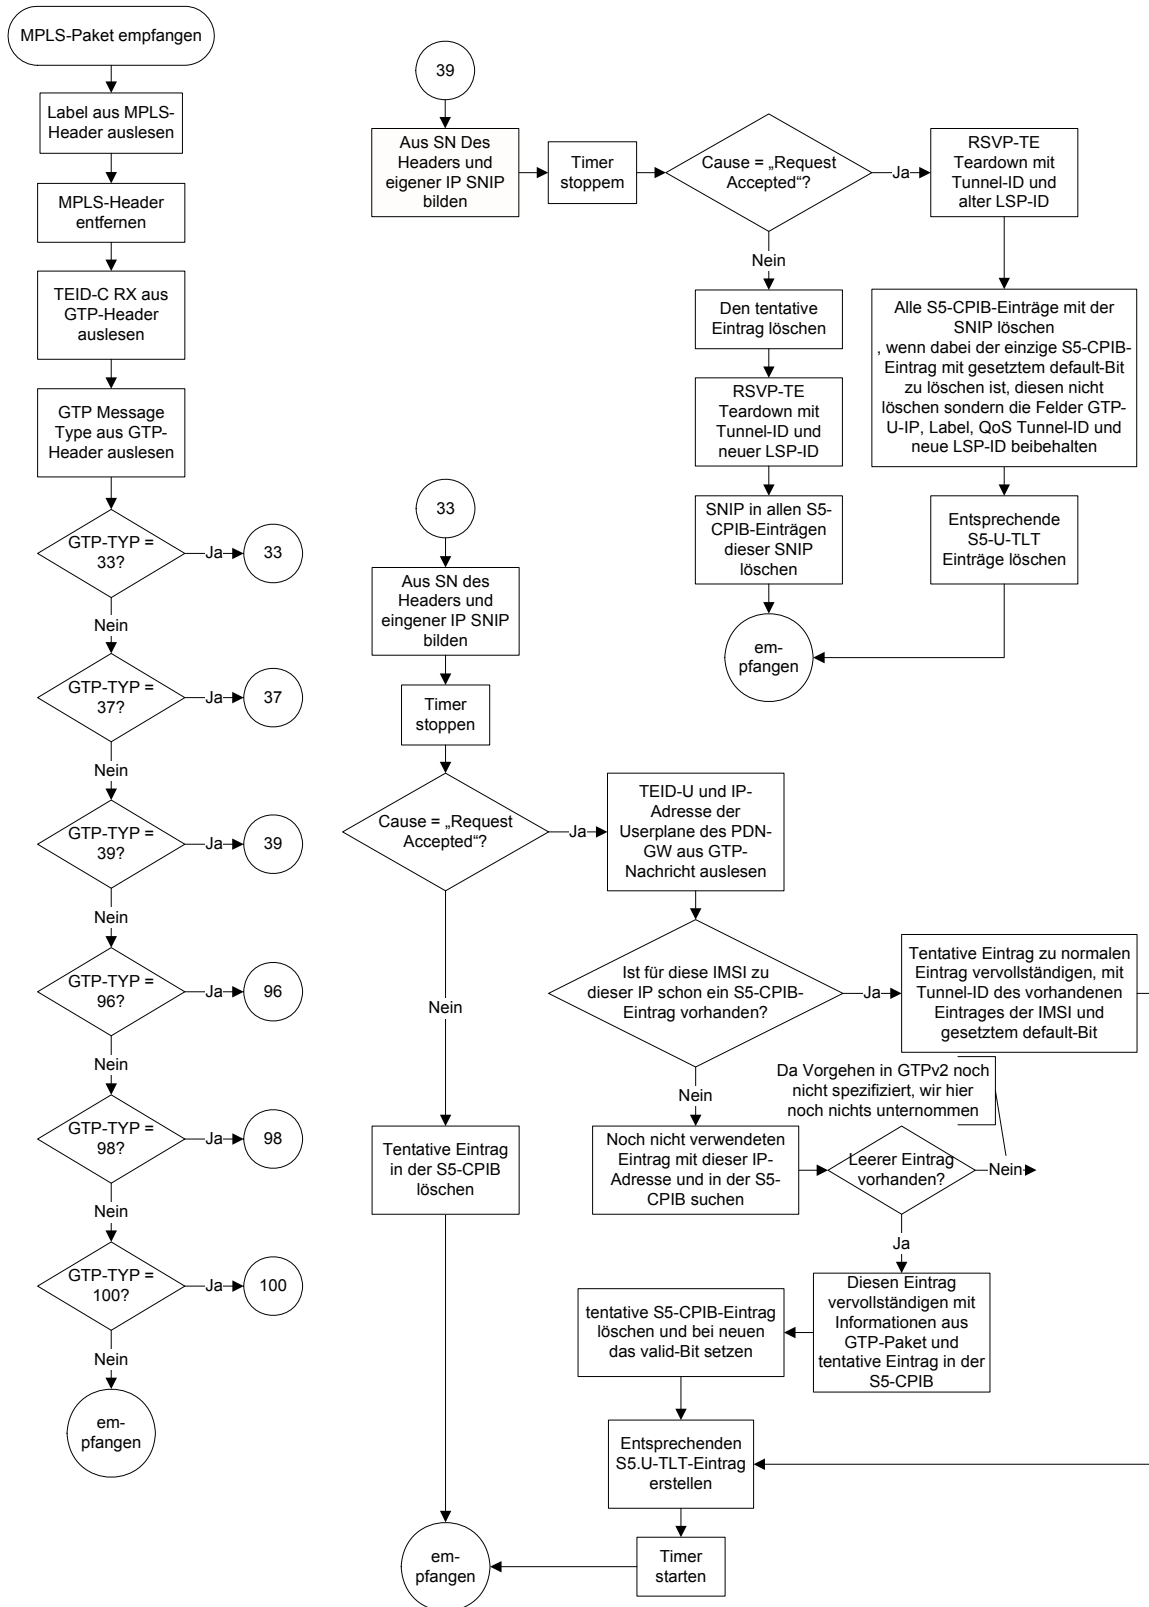 MPLS-Paket empfangen
Label aus MPLS-
Header auslesen
MPLS-Header
entfernen
TEID-C RX aus
GTP-Header
auslesen
GTP Message
Type aus GTP-
Header auslesen
GTP-TYP =
33?
Ja
33
Nein
GTP-TYP =
37?
Ja
37
Nein
GTP-TYP =
39?
Ja
39
Nein
GTP-TYP =
96?
Ja
96
Nein
GTP-TYP =
98?
Ja
98
Nein
GTP-TYP =
100?
Ja
100
Nein
em-
pfangen
39
Aus SN Des
Headers und
eigener IP SNIP
bilden
Timer
stoppem
Cause = „Request
Accepted“?
Ja
RSVP-TE
Teardown mit
Tunnel-ID und
alter LSP-ID
Nein
Den tentative
Eintrag löschen
RSVP-TE
Teardown mit
Tunnel-ID und
neuer LSP-ID
SNIP in allen S5-
CPIB-Einträgen
dieser SNIP
löschen
Alle S5-CPIB-Einträge mit der
SNIP löschen
, wenn dabei der einzige S5-CPIB-
Eintrag mit gesetztem default-Bit
zu löschen ist, diesen nicht
löschen sondern die Felder GTP-
U-IP, Label, QoS Tunnel-ID und
neue LSP-ID beibehalten
Entsprechende
S5-U-TLT
Einträge löschen
em-
pfangen
33
Aus SN des
Headers und
eingener IP SNIP
bilden
Timer
stoppen
Cause = „Request
Accepted“?
Ja
TEID-U und IP-
Adresse der
Userplane des PDN-
GW aus GTP-
Nachricht auslesen
Ist für diese IMSI zu
dieser IP schon ein S5-CPIB-
Eintrag vorhanden?
Ja
Tentative Eintrag zu normalen
Eintrag vervollständigen, mit
Tunnel-ID des vorhandenen
Eintrages der IMSI und
gesetztem default-Bit
Nein
Nein
Da Vorgehen in GTPv2 noch
nicht spezifiziert, wir hier
noch nichts unternommen
Noch nicht verwendeten
Eintrag mit dieser IP-
Adresse und in der S5-
CPIB suchen
Leerer Eintrag
vorhanden?
Nein
Ja
Tentative Eintrag
in der S5-CPIB
löschen
Diesen Eintrag
vervollständigen mit
Informationen aus
GTP-Paket und
tentative Eintrag in der
S5-CPIB
tentative S5-CPIB-Eintrag
löschen und bei neuen
das valid-Bit setzen
Entsprechenden
S5.U-TLT-Eintrag
erstellen
Timer
starten
em-
pfangen